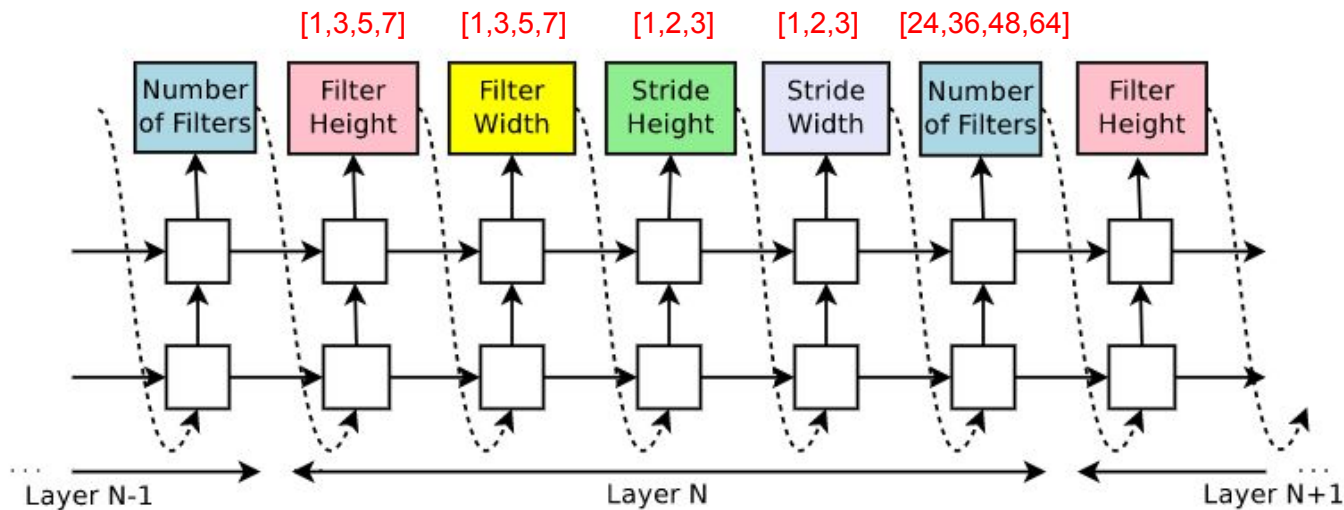 [1,3,5,7] [1,3,5,7] [1,2,3] [1,2,3] [24,36,48,64]
Number of Filters
Filter Height
Filter Width
Stride Height
Stride Width
Number of Filters
Filter Height
... Layer N-1
Layer N
Layer N+1 ...